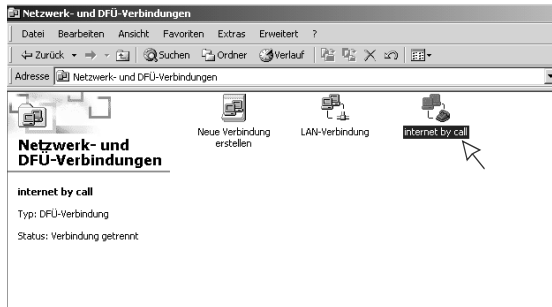 Netzwerk- und DFÜ-Verbindungen
Datei Bearbeiten Ansicht Favoriten Extras Erweitert ?
Zurück Suchen Ordner Verlauf
Adresse Netzwerk- und DFÜ-Verbindungen
Netzwerk- und
DFÜ-Verbindungen
internet by call
Typ: DFÜ-Verbindung
Status: Verbindung getrennt
Neue Verbindung
erstellen
LAN-Verbindung
internet by call